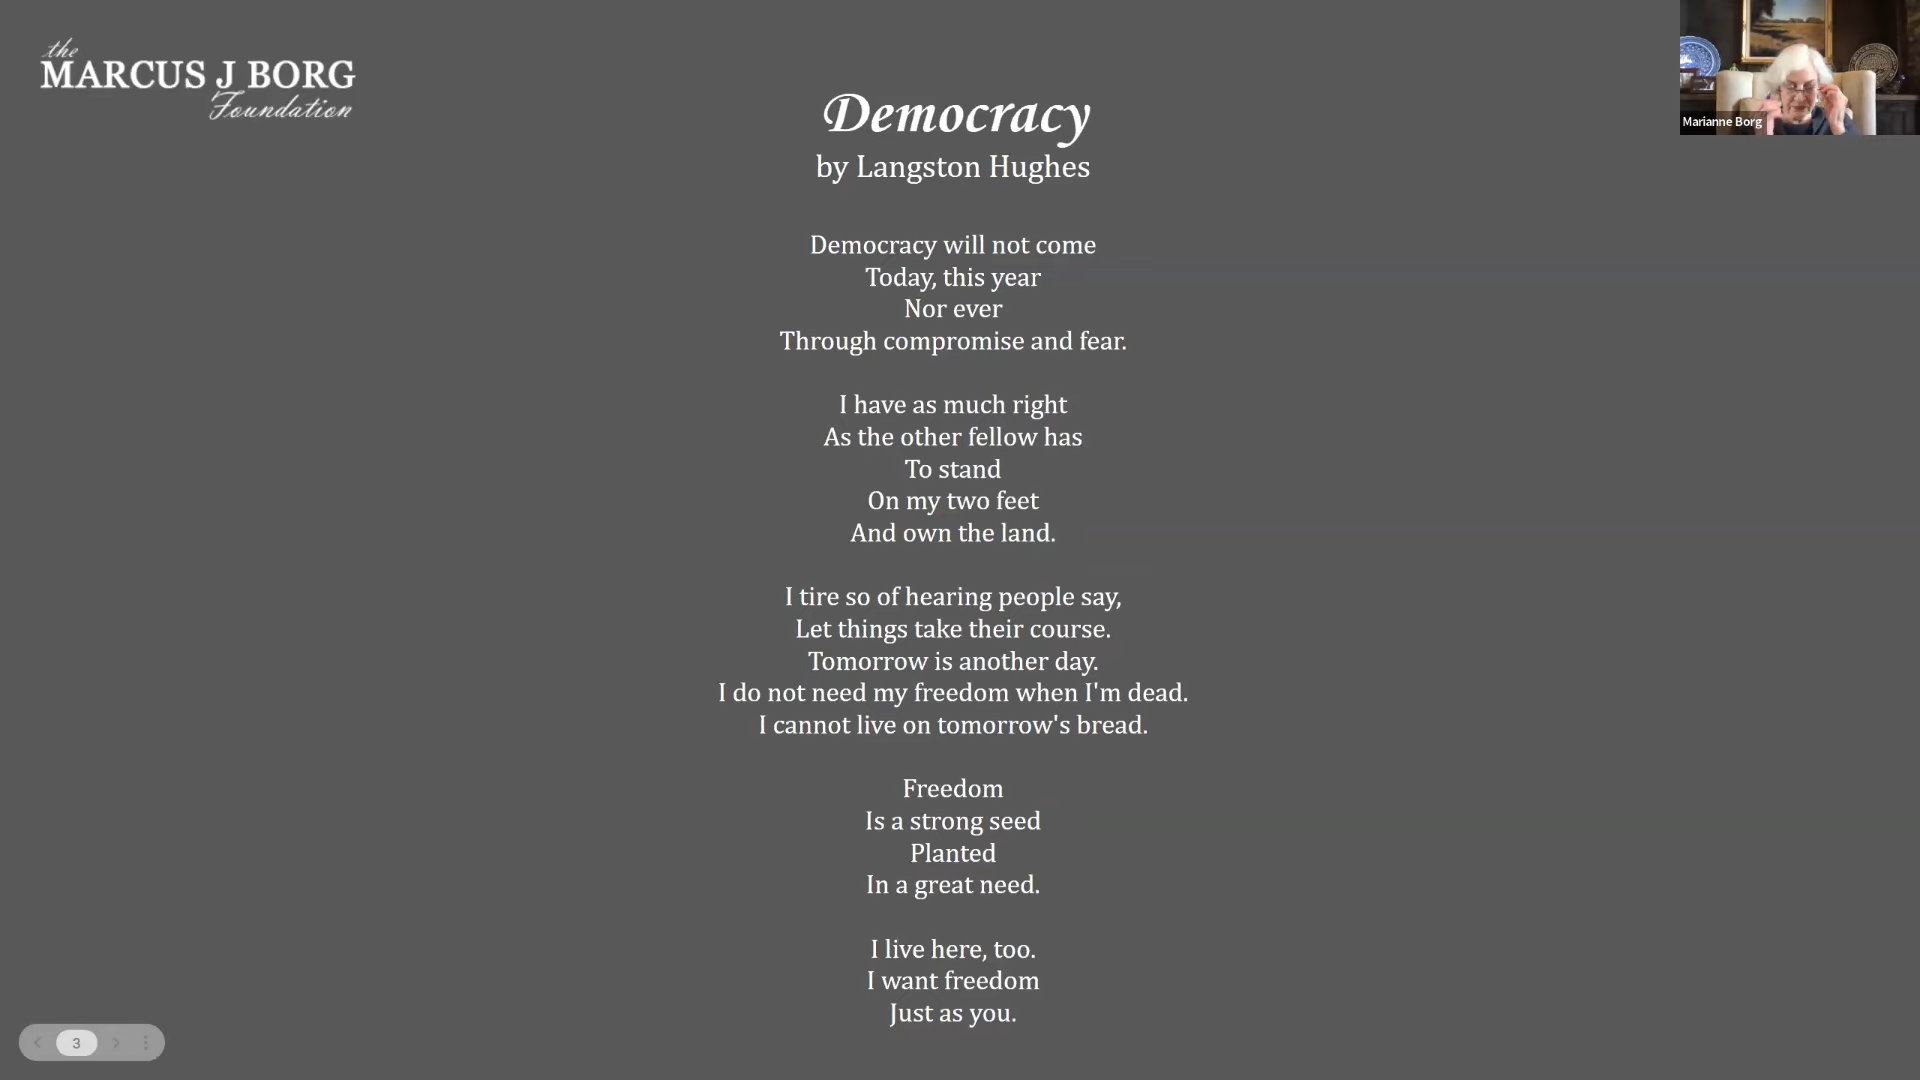 the
MARCUS J BORG
Foundation
Marianne Borg
Democracy
by Langston Hughes
Democracy will not come
Today, this year
Nor ever
Through compromise and fear.
I have as much right
As the other fellow has
To stand
On my two feet
And own the land.
I tire so of hearing people say,
Let things take their course.
Tomorrow is another day.
I do not need my freedom when I'm dead.
I cannot live on tomorrow's bread.
Freedom
Is a strong seed
Planted
In a great need.
I live here, too.
I want freedom
Just as you.
3